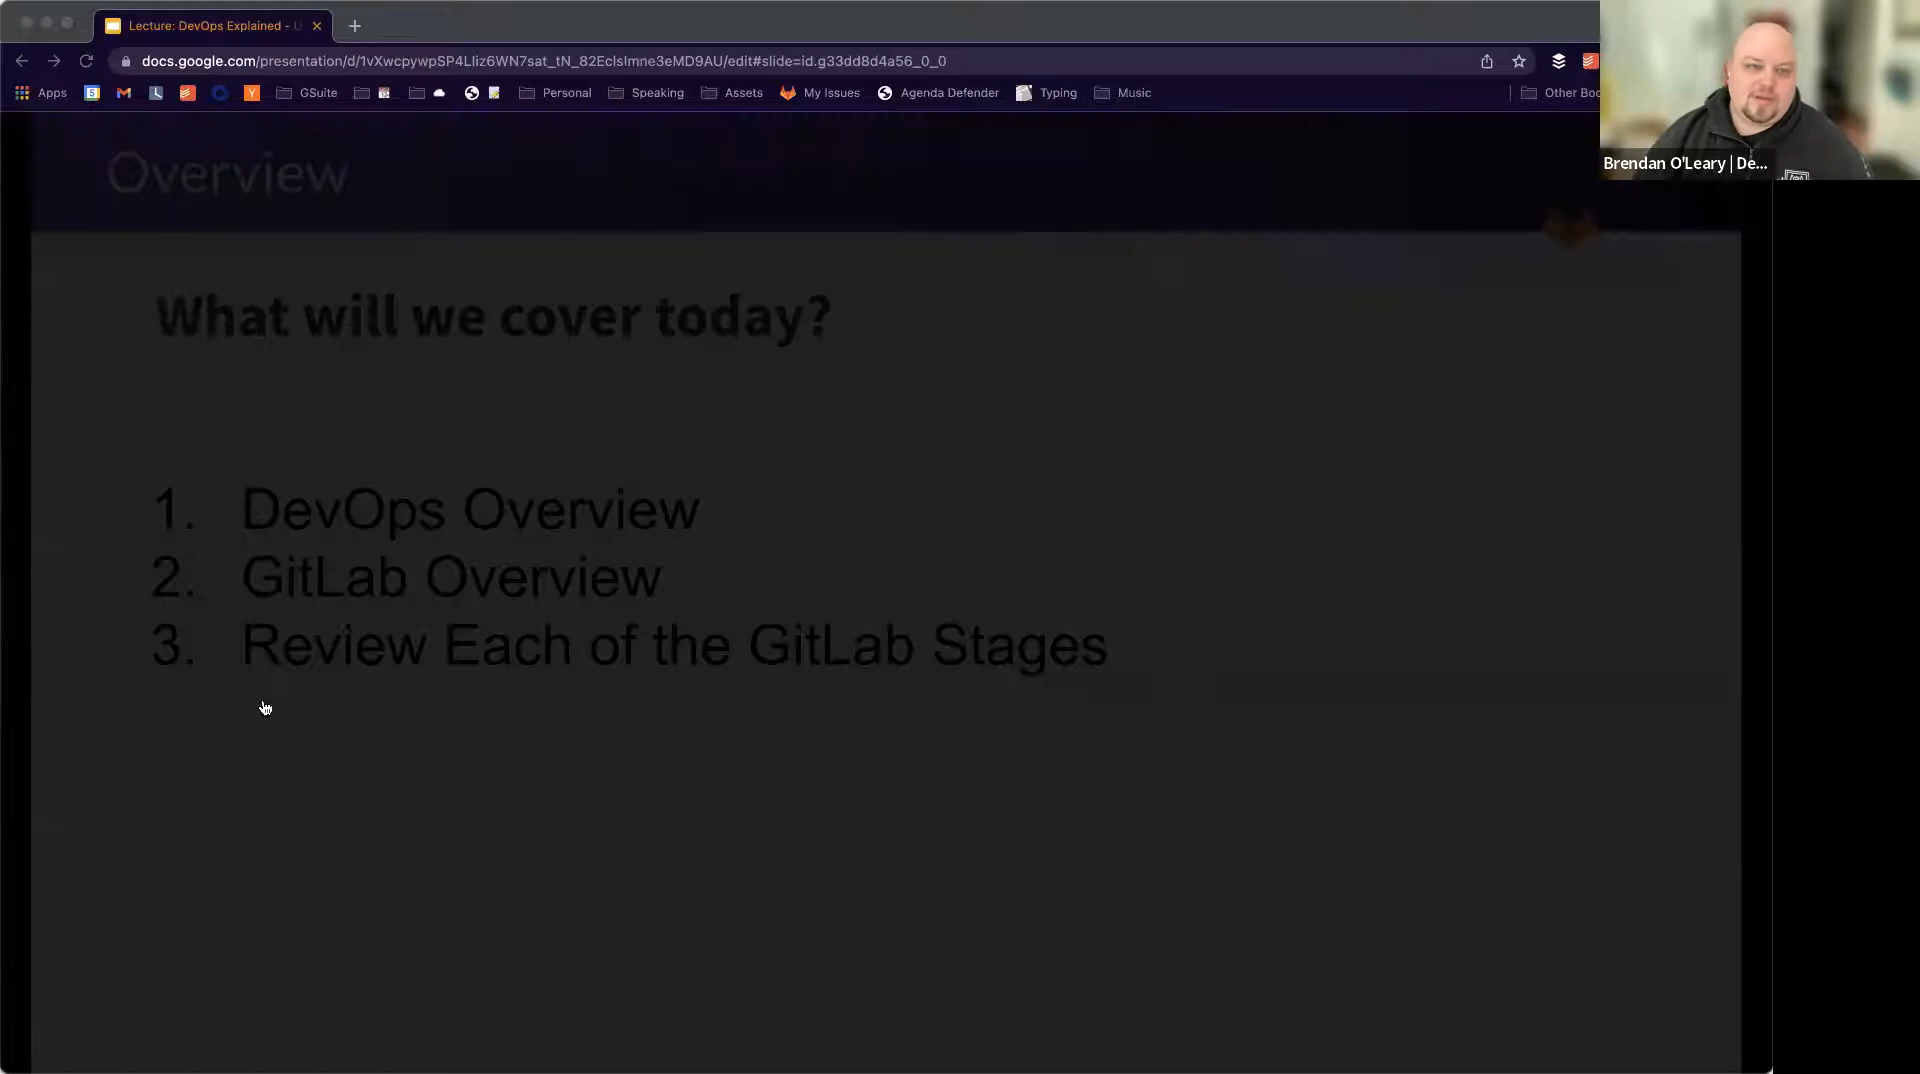 Lecture: DevOps Explained -
docs.google.com/presentation/d/1vXwcpywpSP4LIiz6WN7sat_tN_82EclsImne3eMD9AU/edit#slide=id.g33dd8d4a56_0_0
Apps GSuite Personal Speaking Assets My Issues Agenda Defender Typing Music Other Boo
Brendan O'Leary | De...
Overview
What will we cover today?
1. DevOps Overview
2. GitLab Overview
3. Review Each of the GitLab Stages